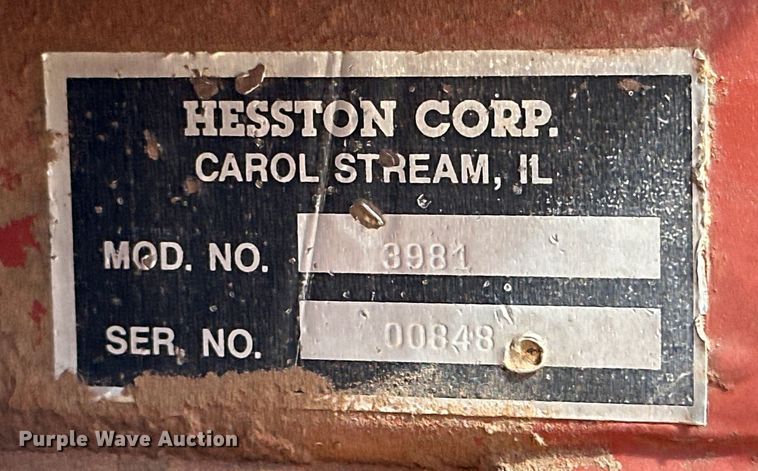 HESSTON CORP.
CAROL STREAM, IL
MOD. NO. 3981
SER. NO. 00848
Purple Wave Auction